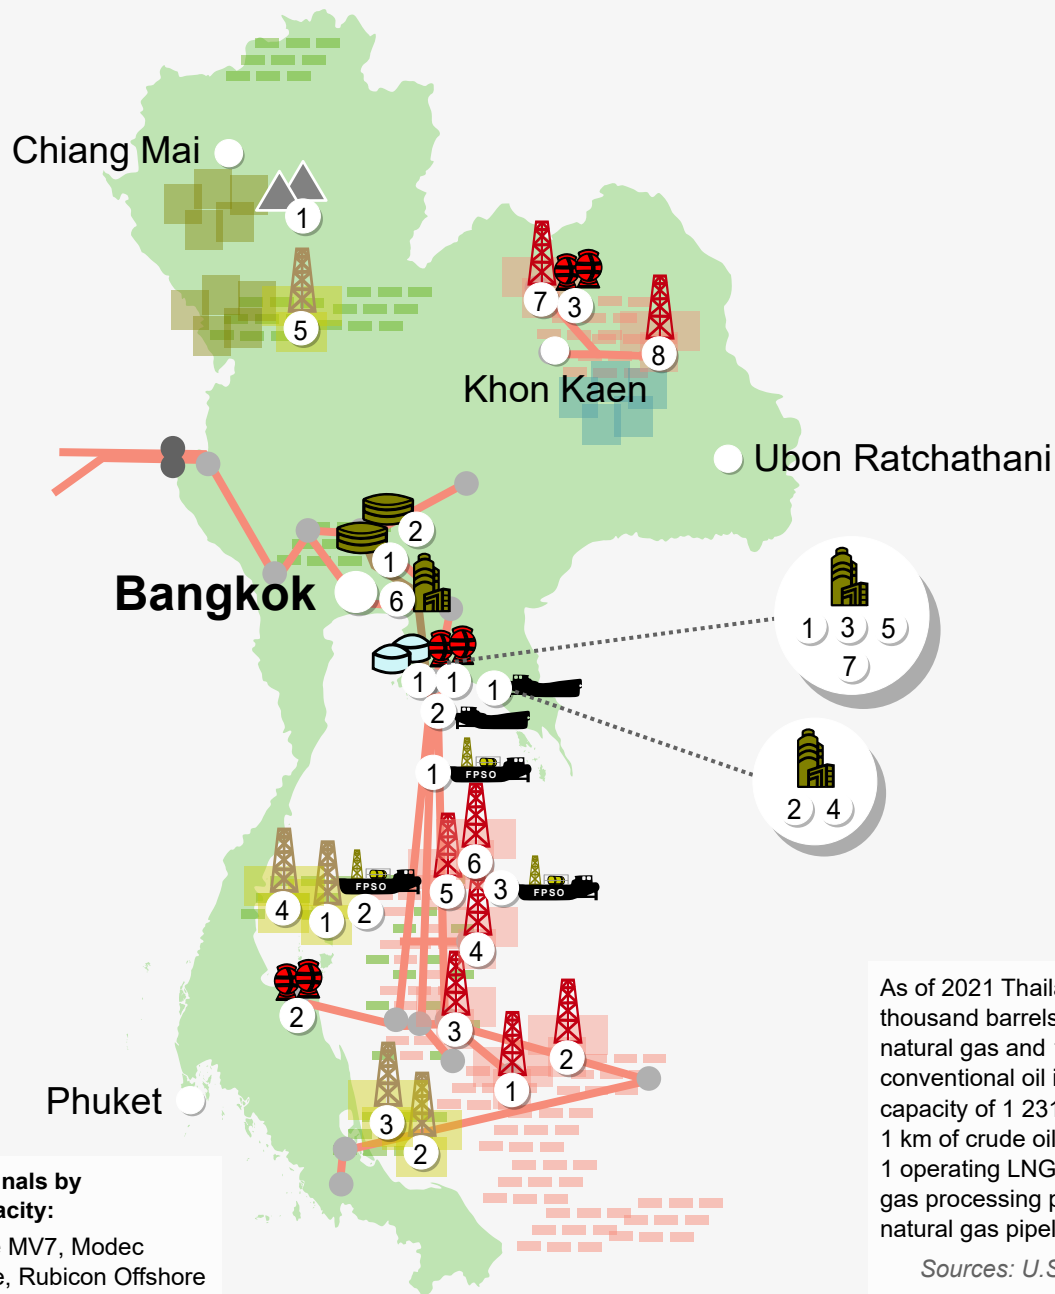 Chiang Mai
1
5
7
3
8
Khon Kaen
Ubon Ratchathani
2
1
Bangkok
6
1 3 5
7
1 1 1
2
2 4
1
FPSO
6
FPSO
5 3
FPSO
4 1 2
4
2
3
2
1
Phuket
3
2
As of 2021 Thaila
thousand barrels
natural gas and
conventional oil i
capacity of 1 231
1 km of crude oil
1 operating LNG
gas processing p
natural gas pipel
Sources: U.S
nals by
acity:
MV7, Modec
e, Rubicon Offshore